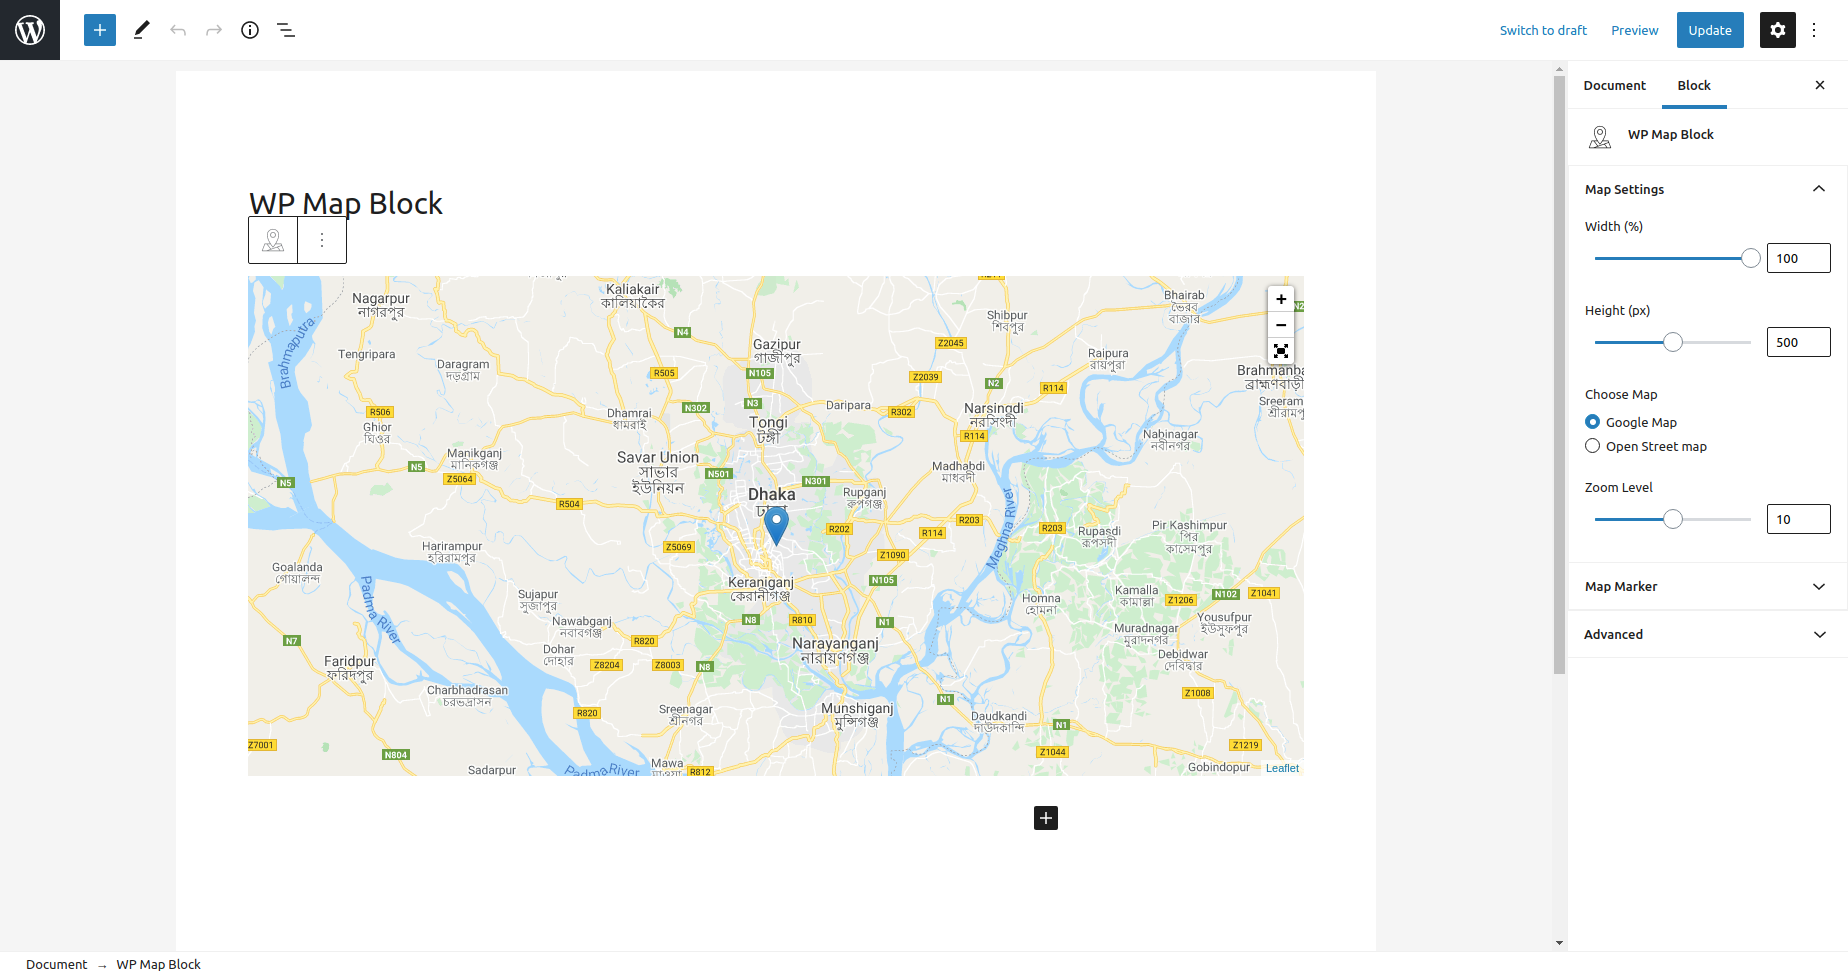 Switch to draft
Preview
Update
Document
Block
WP Map Block
Map Settings
Width (%)
100
Height (px)
500
Choose Map
Google Map
Open Street map
Zoom Level
10
Map Marker
Advanced
WP Map Block
Kaliakair
কালিয়াকৈর
Nagarpur
নাগরপুর
Bhairab
ভৈরব
বাজার
Shibpur
শিবপুর
Brahmaputra
N4
Gazipur
গাজীপুর
Z2045
Tengripara
Daragram
দড়গ্রাম
Raipura
রায়পুরা
R505
N105
Z2039
N2
R114
Brahmanba
ব্রাহ্মণবাড়ী
R506
N302
N3
Daripara
R302
Narsingdi
নরসিংদী
Sreeram
শ্রীরামপু
Dhamrai
ধামরাই
Ghior
ঘিওর
Tongi
টঙ্গী
R114
Nabinagar
নবীনগর
Manikganj
মানিকগঞ্জ
N5
Savar Union
সাভার
ইউনিয়ন
Z5064
N501
N301
Madhabdi
মাধবদী
N5
R504
Dhaka
Rupganj
রুপগঞ্জ
Meghna River
R202
R114
R203
R203
Rupasdi
রূপসদী
Pir Kashimpur
পির
কাসেমপুর
Harirampur
হরিরামপুর
Z5069
Z1090
Goalanda
গোয়ালন্দ
Padma River
Keraniganj
কেরানীগঞ্জ
N105
Sujapur
সুজাপুর
Homna
হোমনা
Kamalla
কামাল্লা
Z1206
N102
Z1041
Nawabganj
নবাবগঞ্জ
N8
R810
N1
Yousufpur
ইউসুফপুর
N7
R820
Muradnagar
মুরাদনগর
Dohar
দোহার
Narayanganj
নারায়ণগঞ্জ
Debidwar
দেবিদ্বার
Faridpur
ফরিদপুর
Z8204
Z8003
N8
Charbhadrasan
চরভদ্রাসন
N1
Z1008
R820
Sreenagar
শ্রীনগর
Munshiganj
মুন্সিগঞ্জ
Daudkandi
দাউদকান্দি
N1
Z7001
N804
Z1044
Z1219
Sadarpur
Padma River
Mawa
R812
Gobindopur
Leaflet
Document → WP Map Block